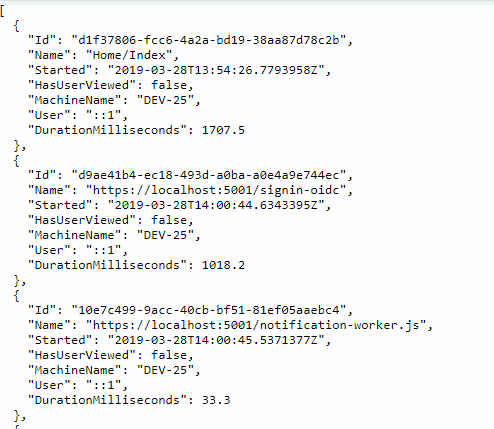 [
  {
    "Id": "d1f37806-fcc6-4a2a-bd19-38aa87d78c2b",
    "Name": "Home/Index",
    "Started": "2019-03-28T13:54:26.7793958Z",
    "HasUserViewed": false,
    "MachineName": "DEV-25",
    "User": "::1",
    "DurationMilliseconds": 1707.5
  },
  {
    "Id": "d9ae41b4-ec18-493d-a0ba-a0e4a9e744ec",
    "Name": "https://localhost:5001/signin-oidc",
    "Started": "2019-03-28T14:00:44.6343395Z",
    "HasUserViewed": false,
    "MachineName": "DEV-25",
    "User": "::1",
    "DurationMilliseconds": 1018.2
  },
  {
    "Id": "10e7c499-9acc-40cb-bf51-81ef05aaebc4",
    "Name": "https://localhost:5001/notification-worker.js",
    "Started": "2019-03-28T14:00:45.5371377Z",
    "HasUserViewed": false,
    "MachineName": "DEV-25",
    "User": "::1",
    "DurationMilliseconds": 33.3
  },
  {